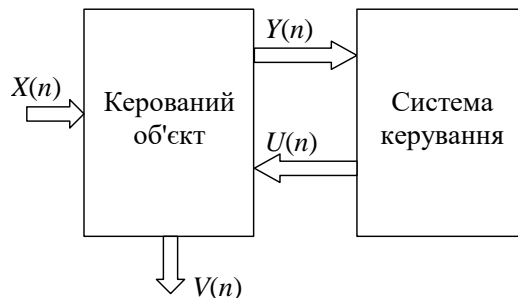 Y(n)
X(n)
Керований
об'єкт
Система
керування
U(n)
V(n)